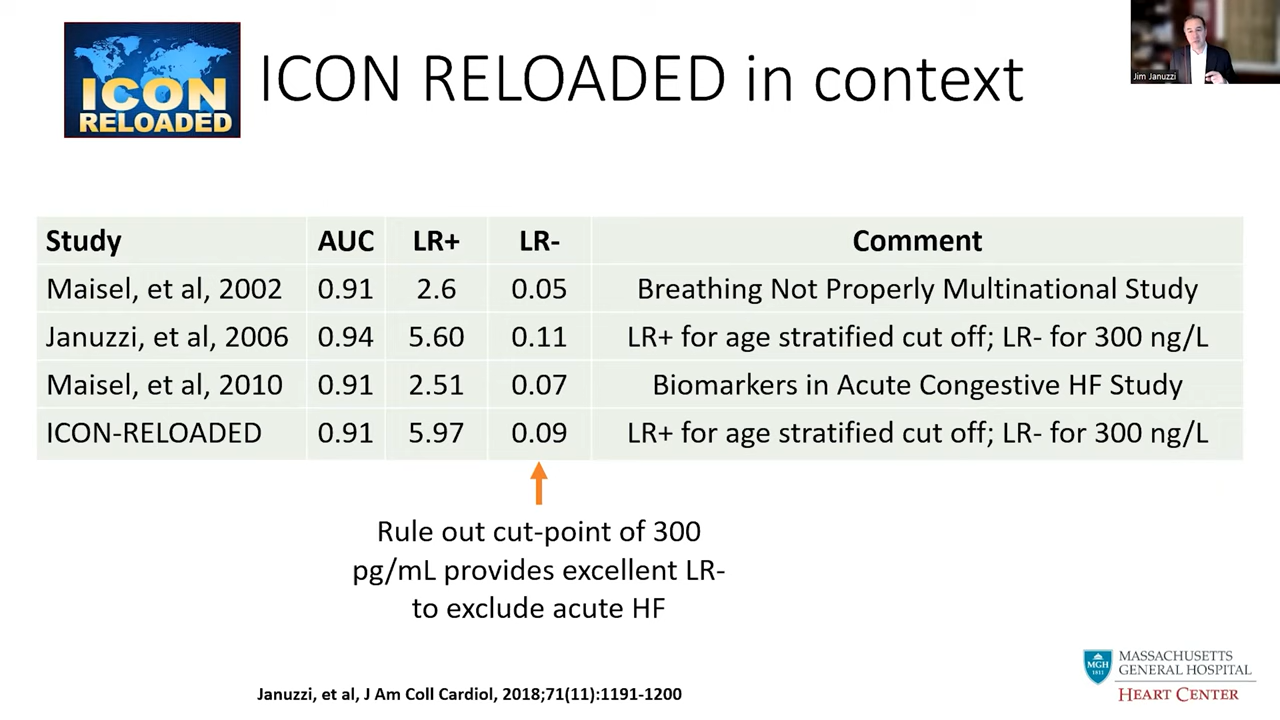 ICON
RELOADED
ICON RELOADED in context
Jim Januzzi
Study AUC LR+ LR- Comment
Maisel, et al, 2002 0.91 2.6 0.05 Breathing Not Properly Multinational Study
Januzzi, et al, 2006 0.94 5.60 0.11 LR+ for age stratified cut off; LR- for 300 ng/L
Maisel, et al, 2010 0.91 2.51 0.07 Biomarkers in Acute Congestive HF Study
ICON-RELOADED 0.91 5.97 0.09 LR+ for age stratified cut off; LR- for 300 ng/L
Rule out cut-point of 300
pg/mL provides excellent LR-
to exclude acute HF
Januzzi, et al, J Am Coll Cardiol, 2018;71(11):1191-1200
MGH
1811
MASSACHUSETTS
GENERAL HOSPITAL
HEART CENTER